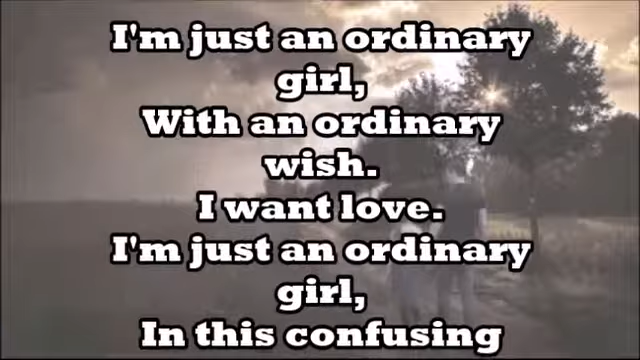 I'm just an ordinary
girl,
With an ordinary
wish.
I want love.
I'm just an ordinary
girl,
In this confusing